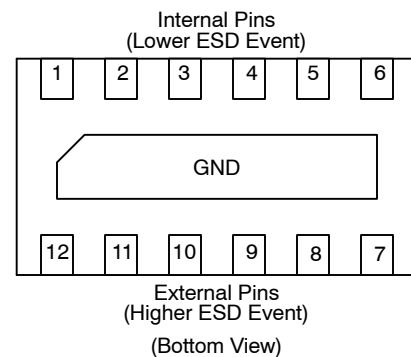 Internal Pins
(Lower ESD Event)
1 2 3 4 5 6
GND
12 11 10 9 8 7
External Pins
(Higher ESD Event)
(Bottom View)